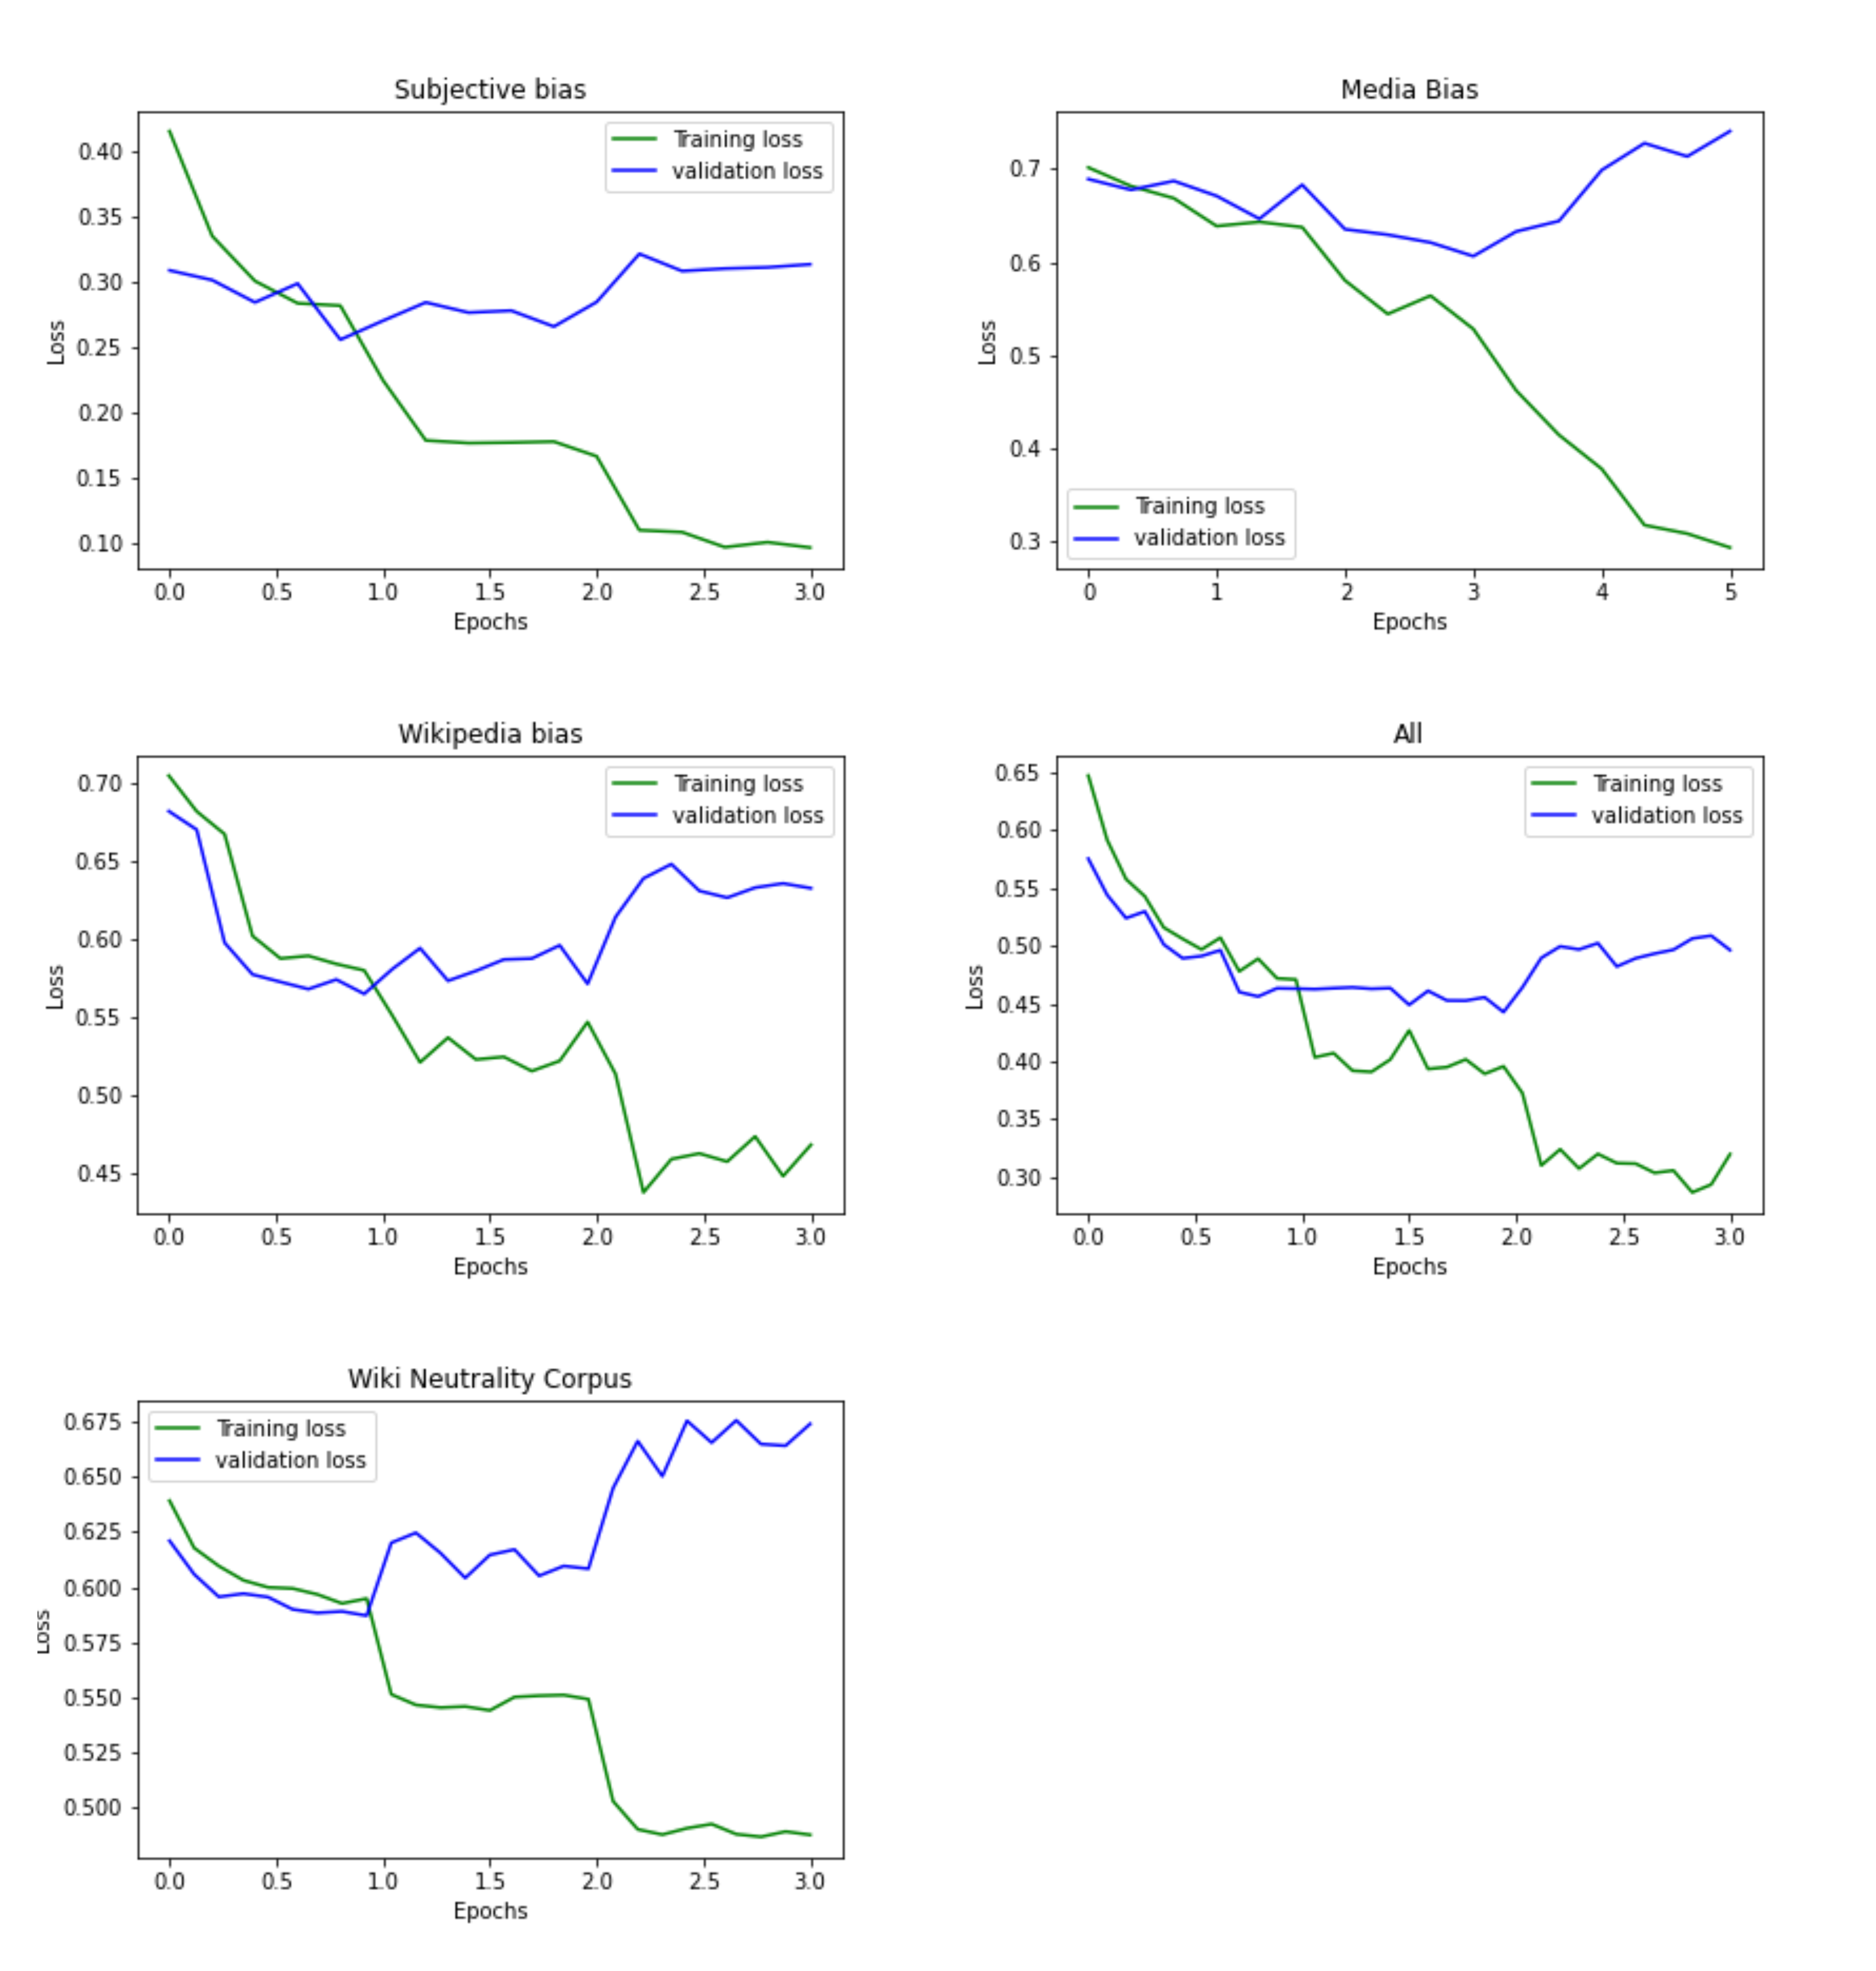 Subjective bias
Training loss
validation loss
0.40
0.35
0.30
0.25
0.20
0.15
0.10
Loss
0.0 0.5 1.0 1.5 2.0 2.5 3.0
Epochs
Media Bias
0.7
0.6
0.5
0.4
0.3
Loss
Training loss
validation loss
0 1 2 3 4 5
Epochs
Wikipedia bias
Training loss
validation loss
0.70
0.65
0.60
0.55
0.50
0.45
Loss
0.0 0.5 1.0 1.5 2.0 2.5 3.0
Epochs
All
Training loss
validation loss
0.65
0.60
0.55
0.50
0.45
0.40
0.35
0.30
Loss
0.0 0.5 1.0 1.5 2.0 2.5 3.0
Epochs
Wiki Neutrality Corpus
Training loss
validation loss
0.675
0.650
0.625
0.600
0.575
0.550
0.525
0.500
Loss
0.0 0.5 1.0 1.5 2.0 2.5 3.0
Epochs